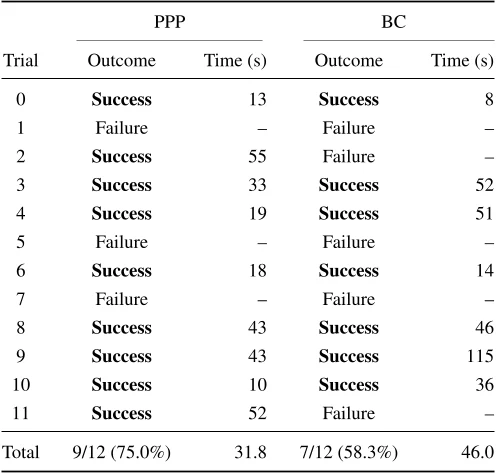 PPP BC
Trial Outcome Time (s) Outcome Time (s)
0 Success 13 Success 8
1 Failure – Failure –
2 Success 55 Failure –
3 Success 33 Success 52
4 Success 19 Success 51
5 Failure – Failure –
6 Success 18 Success 14
7 Failure – Failure –
8 Success 43 Success 46
9 Success 43 Success 115
10 Success 10 Success 36
11 Success 52 Failure –
Total 9/12 (75.0%) 31.8 7/12 (58.3%) 46.0